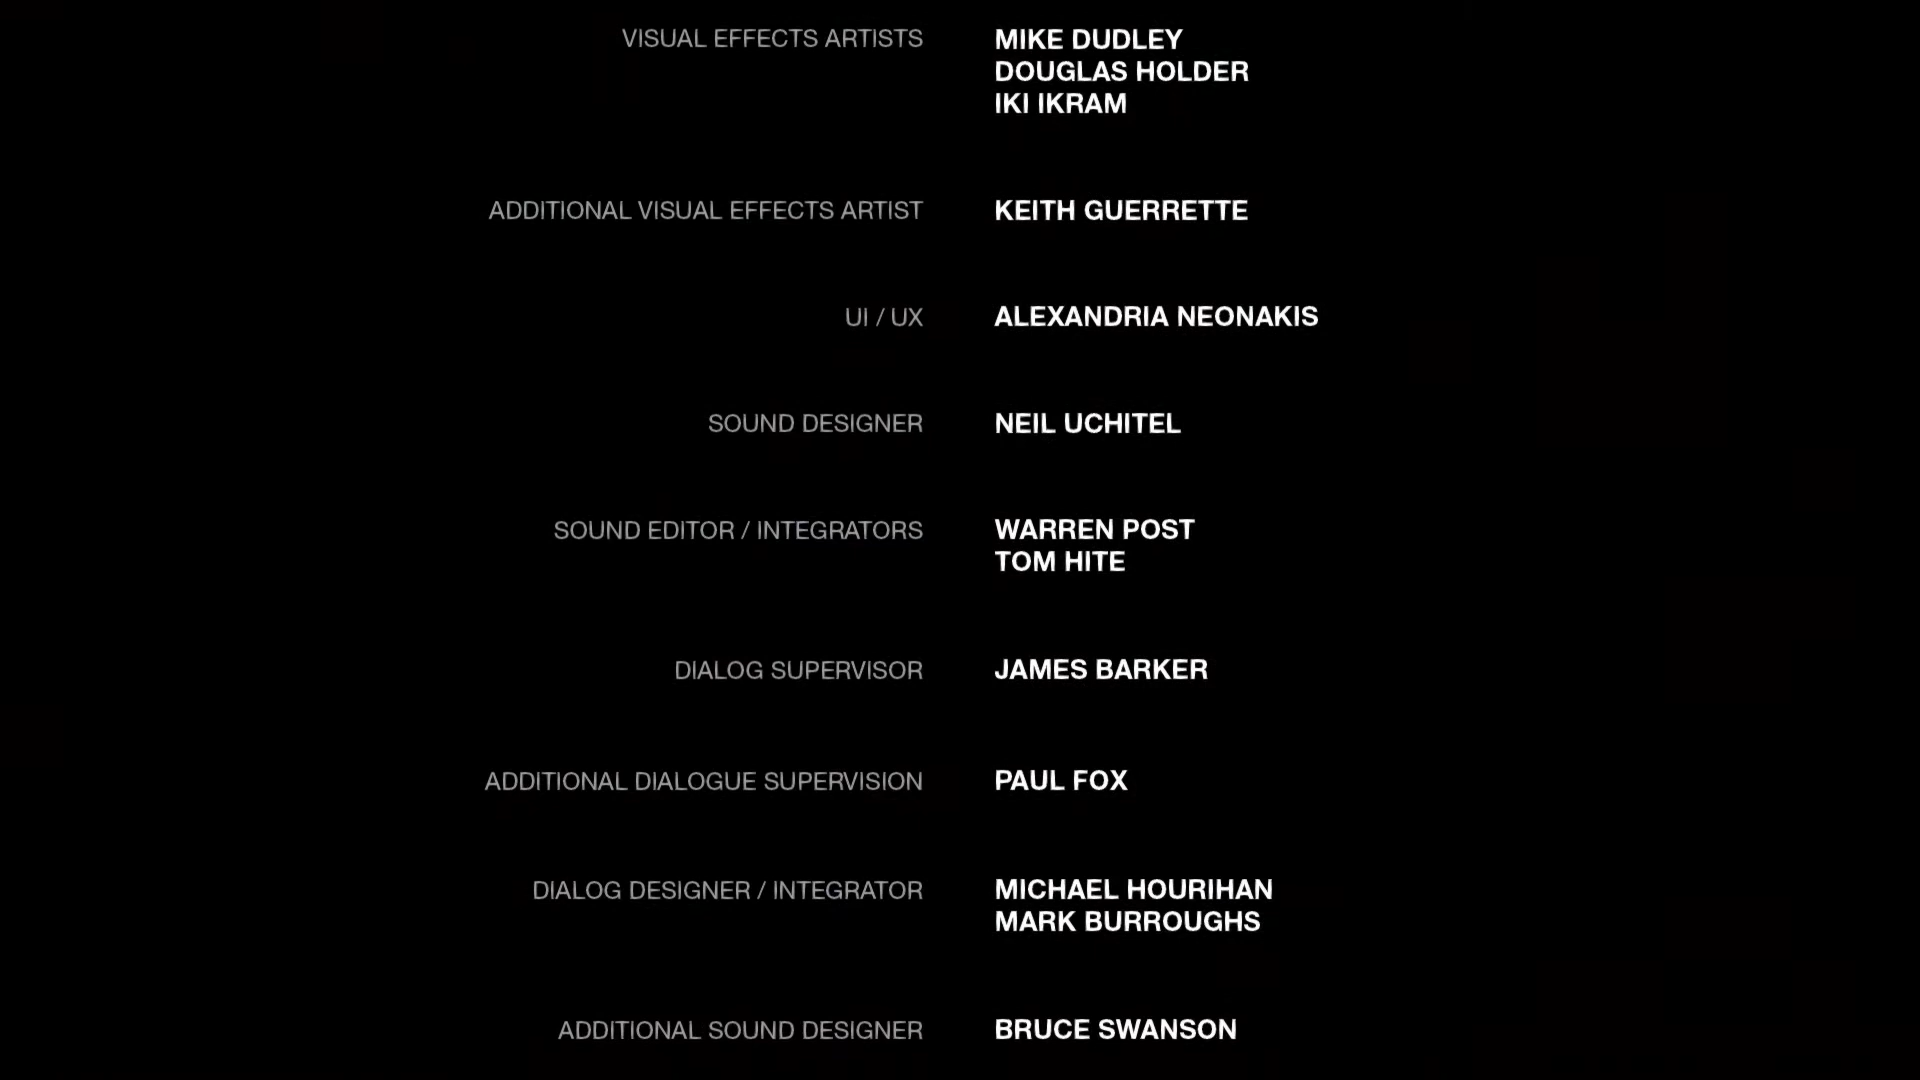 VISUAL EFFECTS ARTISTS MIKE DUDLEY
DOUGLAS HOLDER
IKI IKRAM
ADDITIONAL VISUAL EFFECTS ARTIST KEITH GUERRETTE
UI / UX ALEXANDRIA NEONAKIS
SOUND DESIGNER NEIL UCHITEL
SOUND EDITOR / INTEGRATORS WARREN POST
TOM HITE
DIALOG SUPERVISOR JAMES BARKER
ADDITIONAL DIALOGUE SUPERVISION PAUL FOX
DIALOG DESIGNER / INTEGRATOR MICHAEL HOURIHAN
MARK BURROUGHS
ADDITIONAL SOUND DESIGNER BRUCE SWANSON